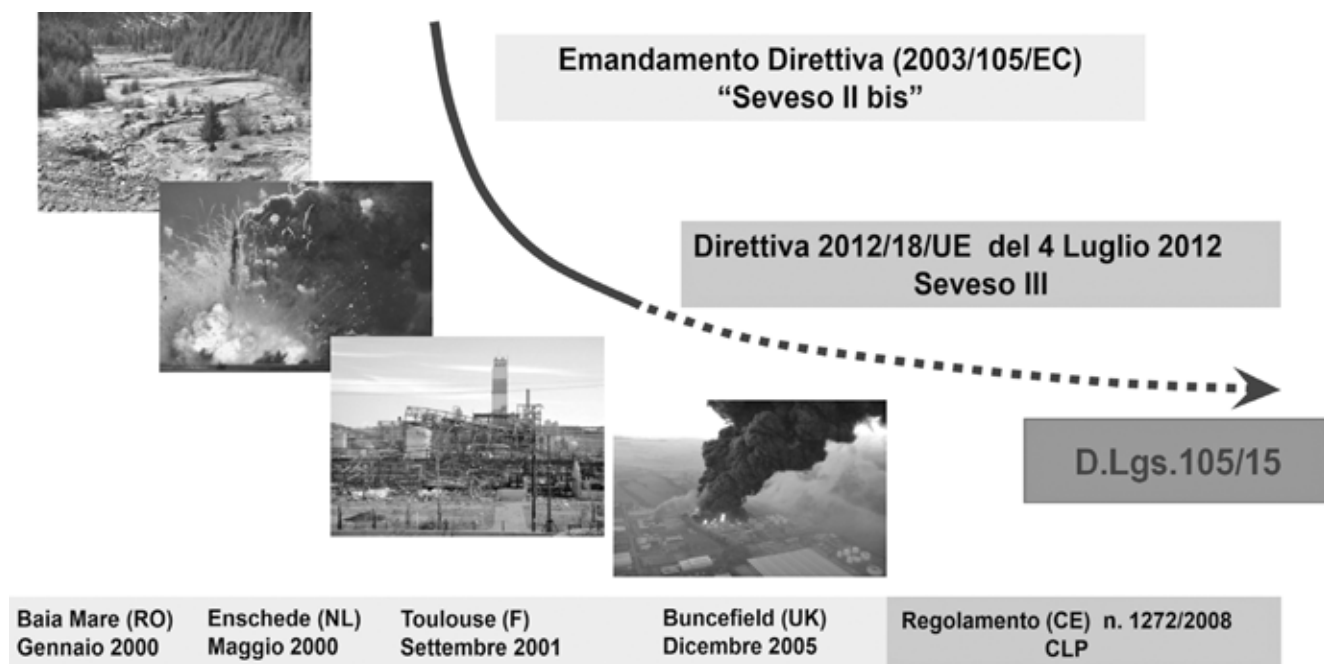 Emandamento Direttiva (2003/105/EC)
“Seveso II bis”
Direttiva 2012/18/UE del 4 Luglio 2012
Seveso III
D.Lgs.105/15
Baia Mare (RO)
Gennaio 2000
Enschede (NL)
Maggio 2000
Toulouse (F)
Settembre 2001
Buncefield (UK)
Dicembre 2005
Regolamento (CE) n. 1272/2008
CLP